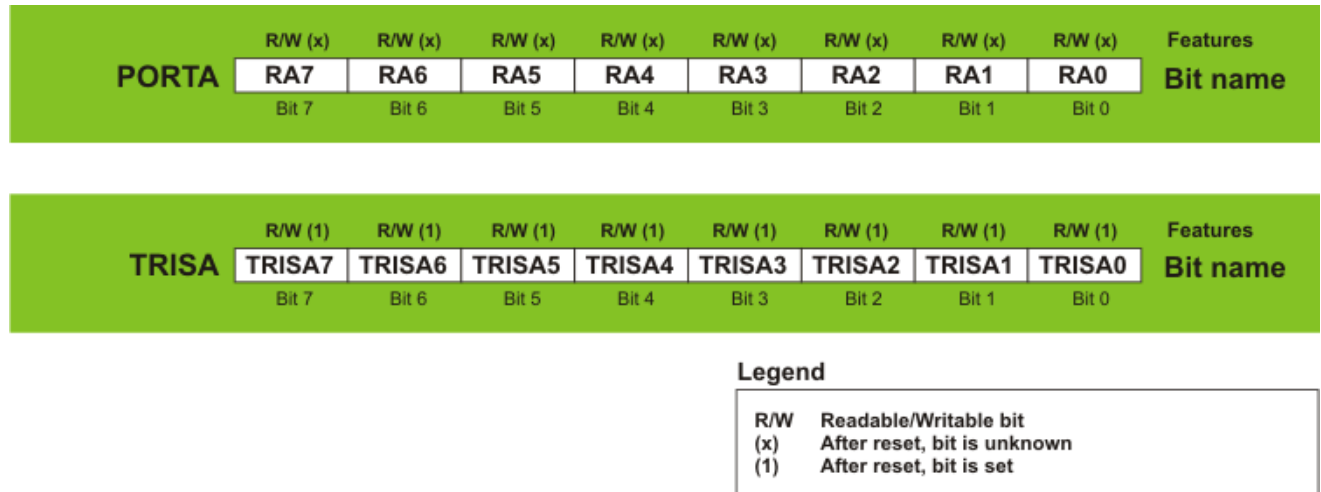 R/W (x) R/W (x) R/W (x) R/W (x) R/W (x) R/W (x) R/W (x) R/W (x) Features
PORTA RA7 RA6 RA5 RA4 RA3 RA2 RA1 RA0 Bit name
Bit 7 Bit 6 Bit 5 Bit 4 Bit 3 Bit 2 Bit 1 Bit 0
R/W (1) R/W (1) R/W (1) R/W (1) R/W (1) R/W (1) R/W (1) R/W (1) Features
TRISA TRISA7 TRISA6 TRISA5 TRISA4 TRISA3 TRISA2 TRISA1 TRISA0 Bit name
Bit 7 Bit 6 Bit 5 Bit 4 Bit 3 Bit 2 Bit 1 Bit 0
Legend
R/W Readable/Writable bit
(x) After reset, bit is unknown
(1) After reset, bit is set